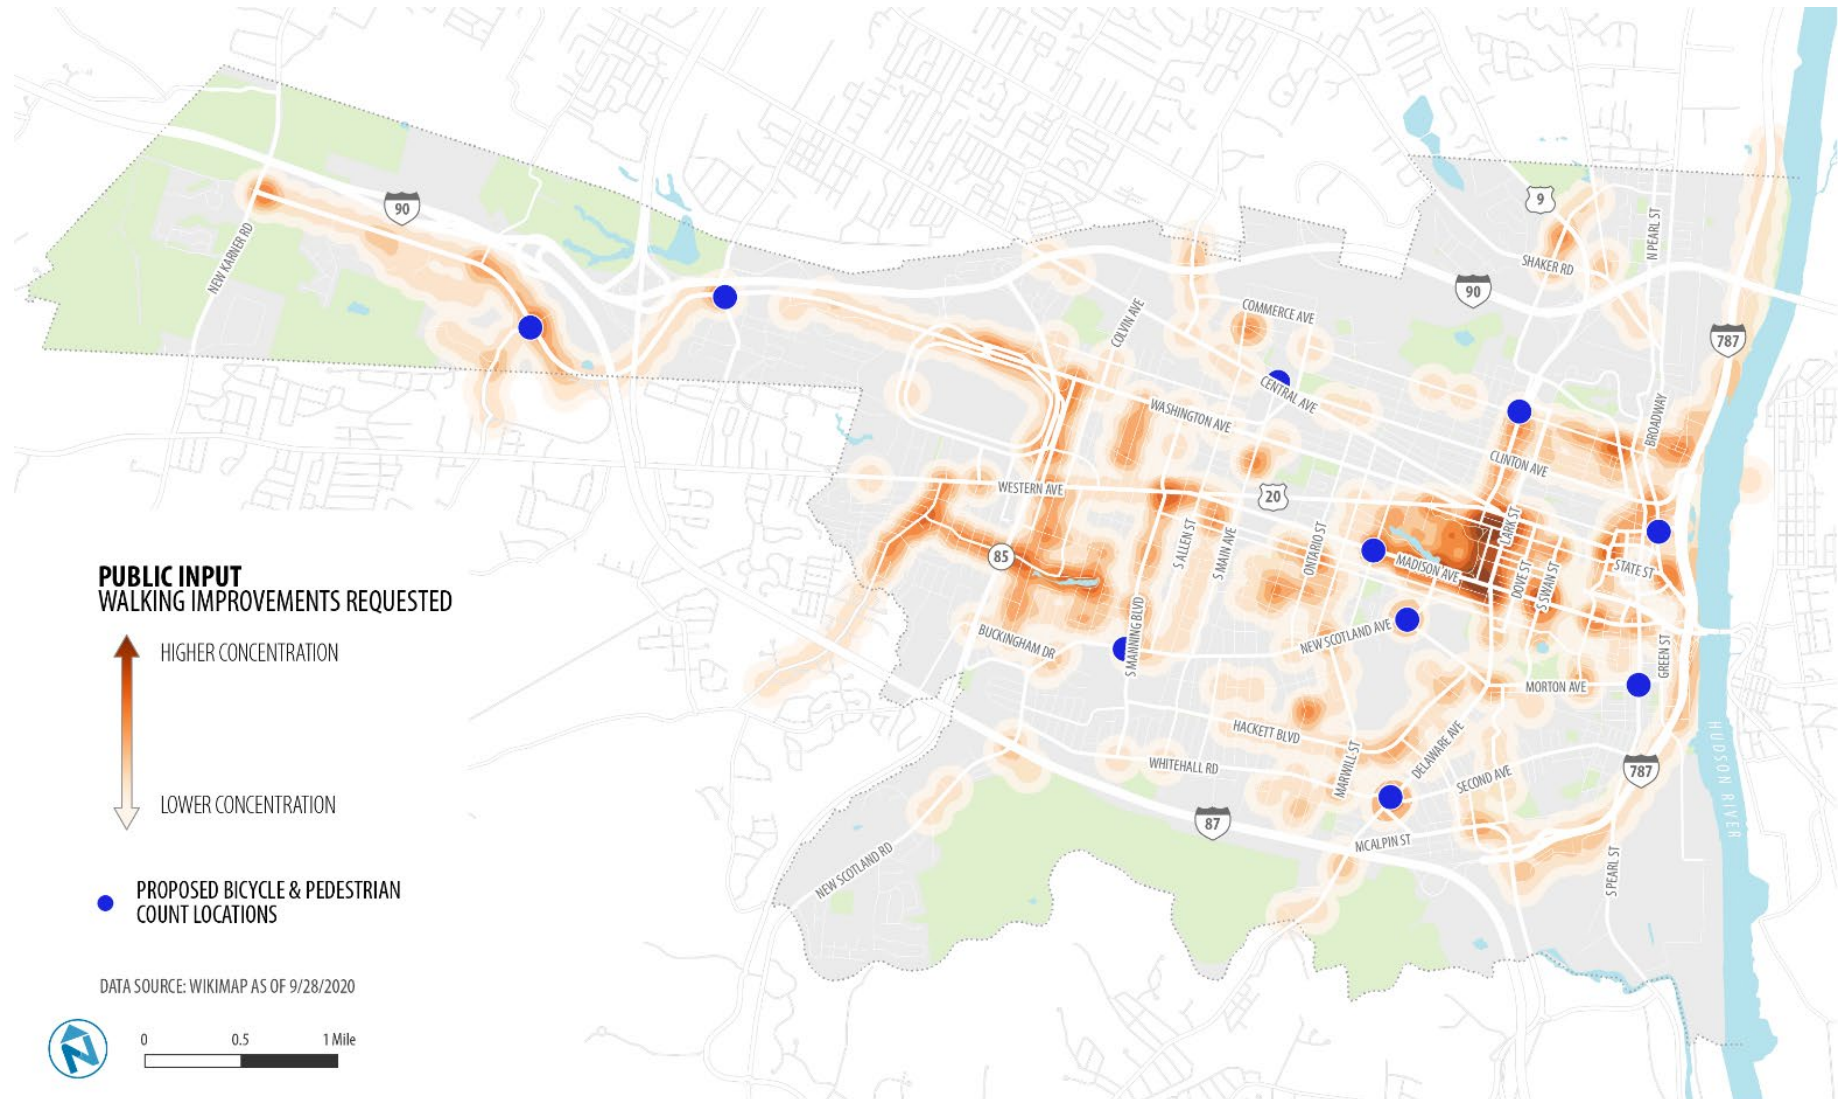 9
N PEARL ST
SHAKER RD
90
NEW KARNER RD
90
COMMERCE AVE
COLVIN AVE
787
CENTRAL AVE
WASHINGTON AVE
BROADWAY
CLINTON AVE
WESTERN AVE
20
LARK ST
S ALLEN ST
S MAIN AVE
ONTARIO ST
85
MADISON AVE
DOVE ST
S SWAN ST
STATE ST
PUBLIC INPUT
WALKING IMPROVEMENTS REQUESTED
HIGHER CONCENTRATION
LOWER CONCENTRATION
PROPOSED BICYCLE & PEDESTRIAN
COUNT LOCATIONS
DATA SOURCE: WIKIMAP AS OF 9/28/2020
N
0 0.5 1 Mile
BUCKINGHAM DR
S MANNING BLVD
NEW SCOTLAND AVE
GREEN ST
MORTON AVE
HACKETT BLVD
DELAWARE AVE
MARWILL ST
WHITEHALL RD
SECOND AVE
787
HUDSON RIVER
87
MCALPIN ST
NEW SCOTLAND RD
S PEARL ST